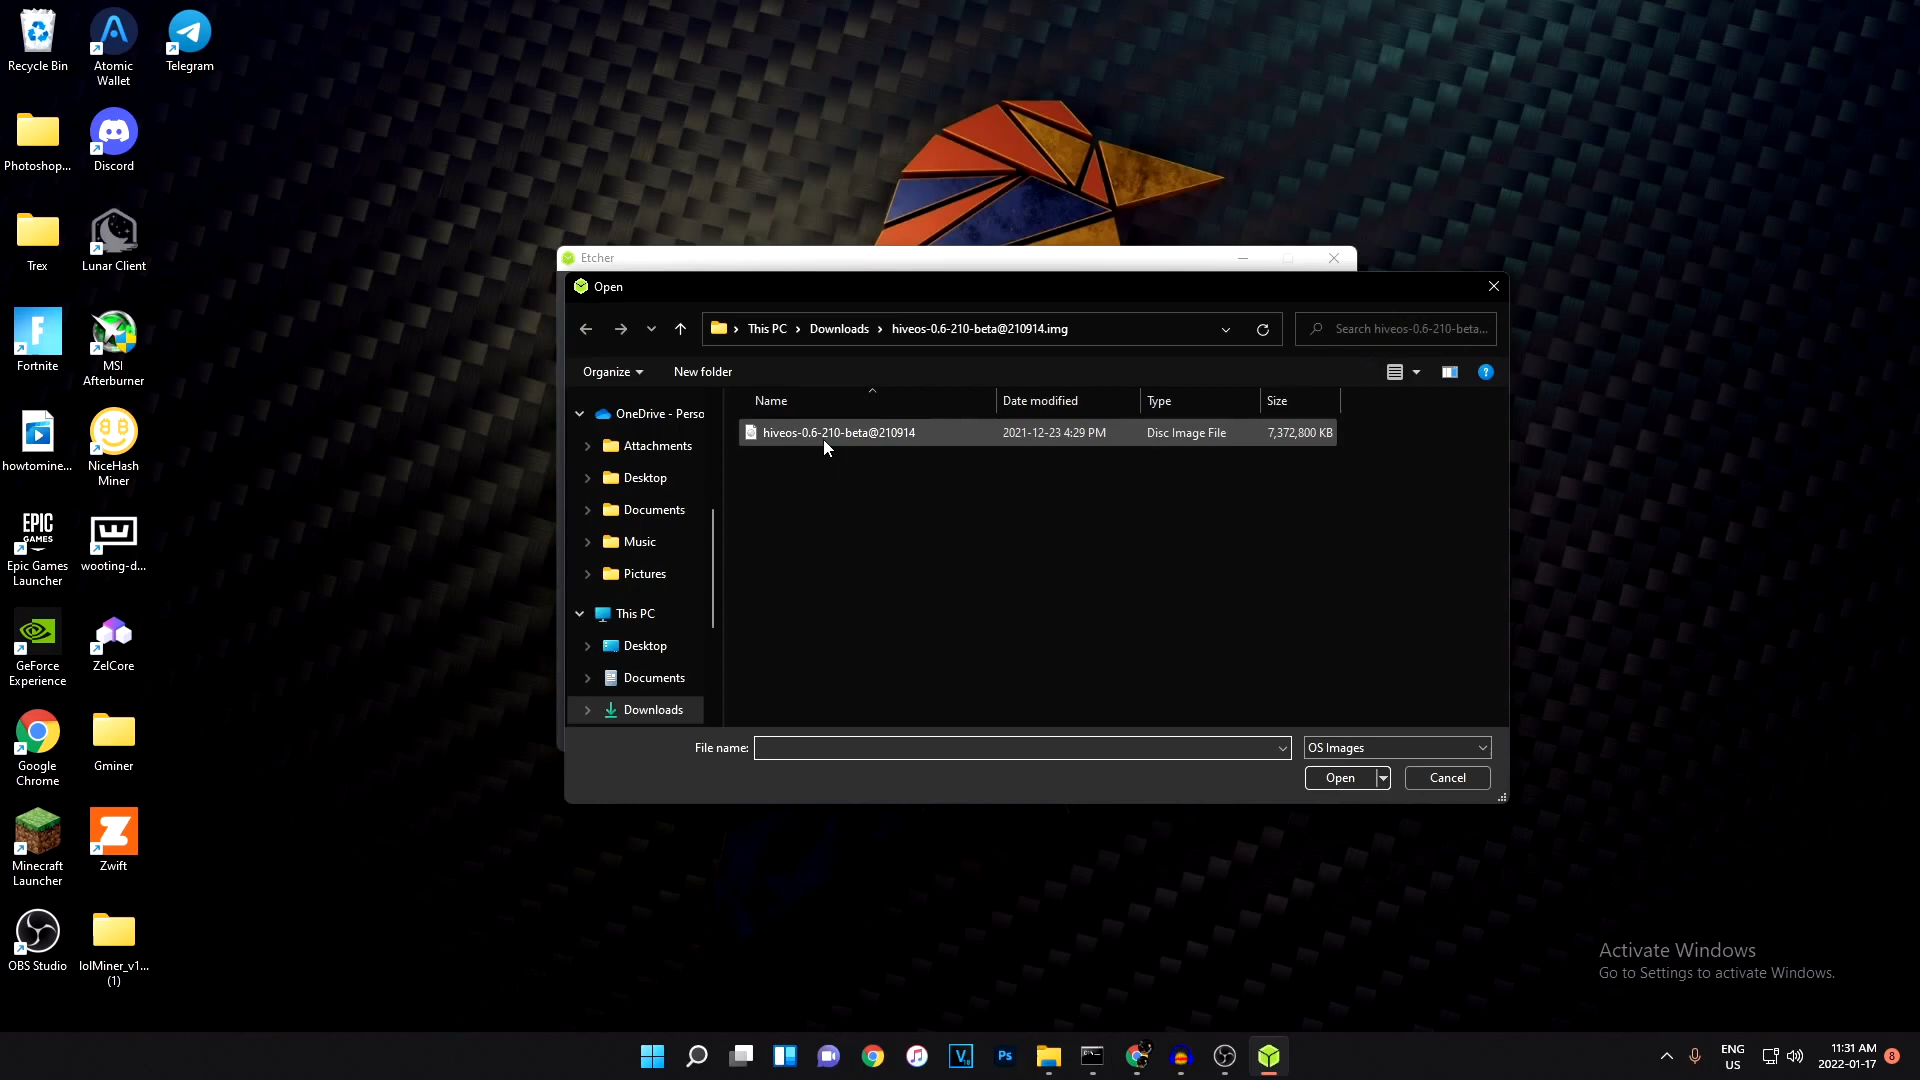 Recycle Bin
Atomic
Wallet
Telegram
Photoshop...
Discord
Trex
Lunar Client
Fortnite
MSI
Afterburner
howtomine...
NiceHash
Miner
EPIC
GAMES
Epic Games
Launcher
wooting-d...
GeForce
Experience
ZelCore
Google
Chrome
Gminer
Minecraft
Launcher
Zwift
OBS Studio
lolMiner_v1...
(1)
Etcher
Open
This PC
Downloads
hiveos-0.6-210-beta@210914.img
Search hiveos-0.6-210-beta...
Organize
New folder
Name
Date modified
Type
Size
hiveos-0.6-210-beta@210914
2021-12-23 4:29 PM
Disc Image File
7,372,800 KB
OneDrive - Perso
Attachments
Desktop
Documents
Music
Pictures
This PC
Desktop
Documents
Downloads
File name:
OS Images
Open
Cancel
Activate Windows
Go to Settings to activate Windows.
Ps
ENG
US
11:31 AM
2022-01-17
8